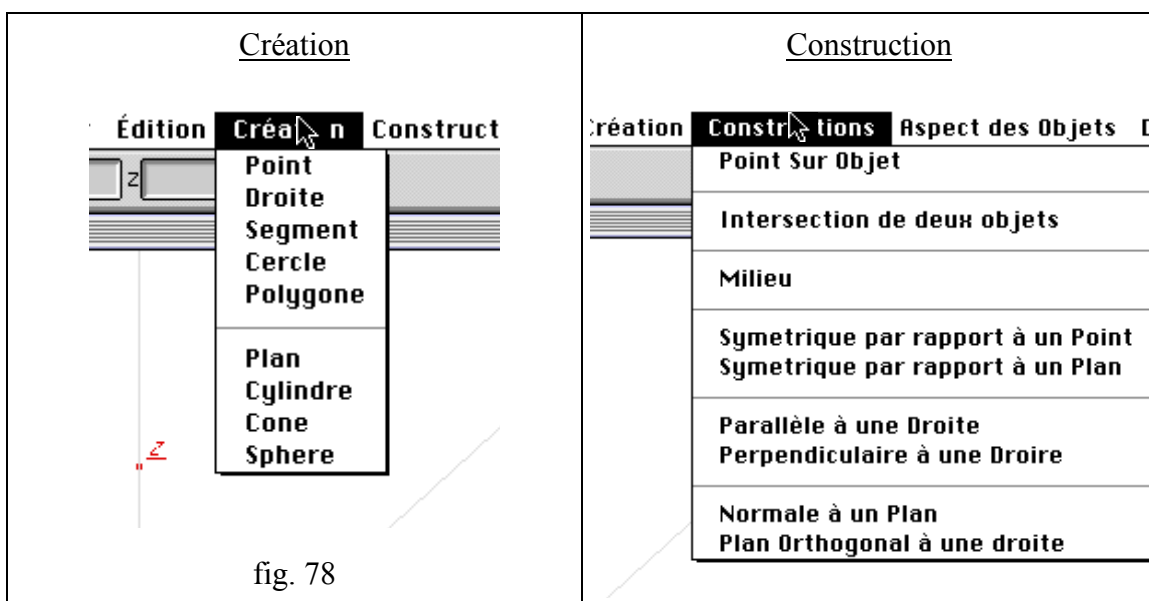 Création
Édition Créa n Construct
z
Point
Droite
Segment
Cercle
Polygone
Plan
Cylindre
Cone
Sphere
z
fig. 78
Construction
réation Constr tions Aspect des Objets D
Point Sur Objet
Intersection de deux objets
Milieu
Symetrique par rapport à un Point
Symetrique par rapport à un Plan
Parallèle à une Droite
Perpendiculaire à une Droire
Normale à un Plan
Plan Orthogonal à une droite